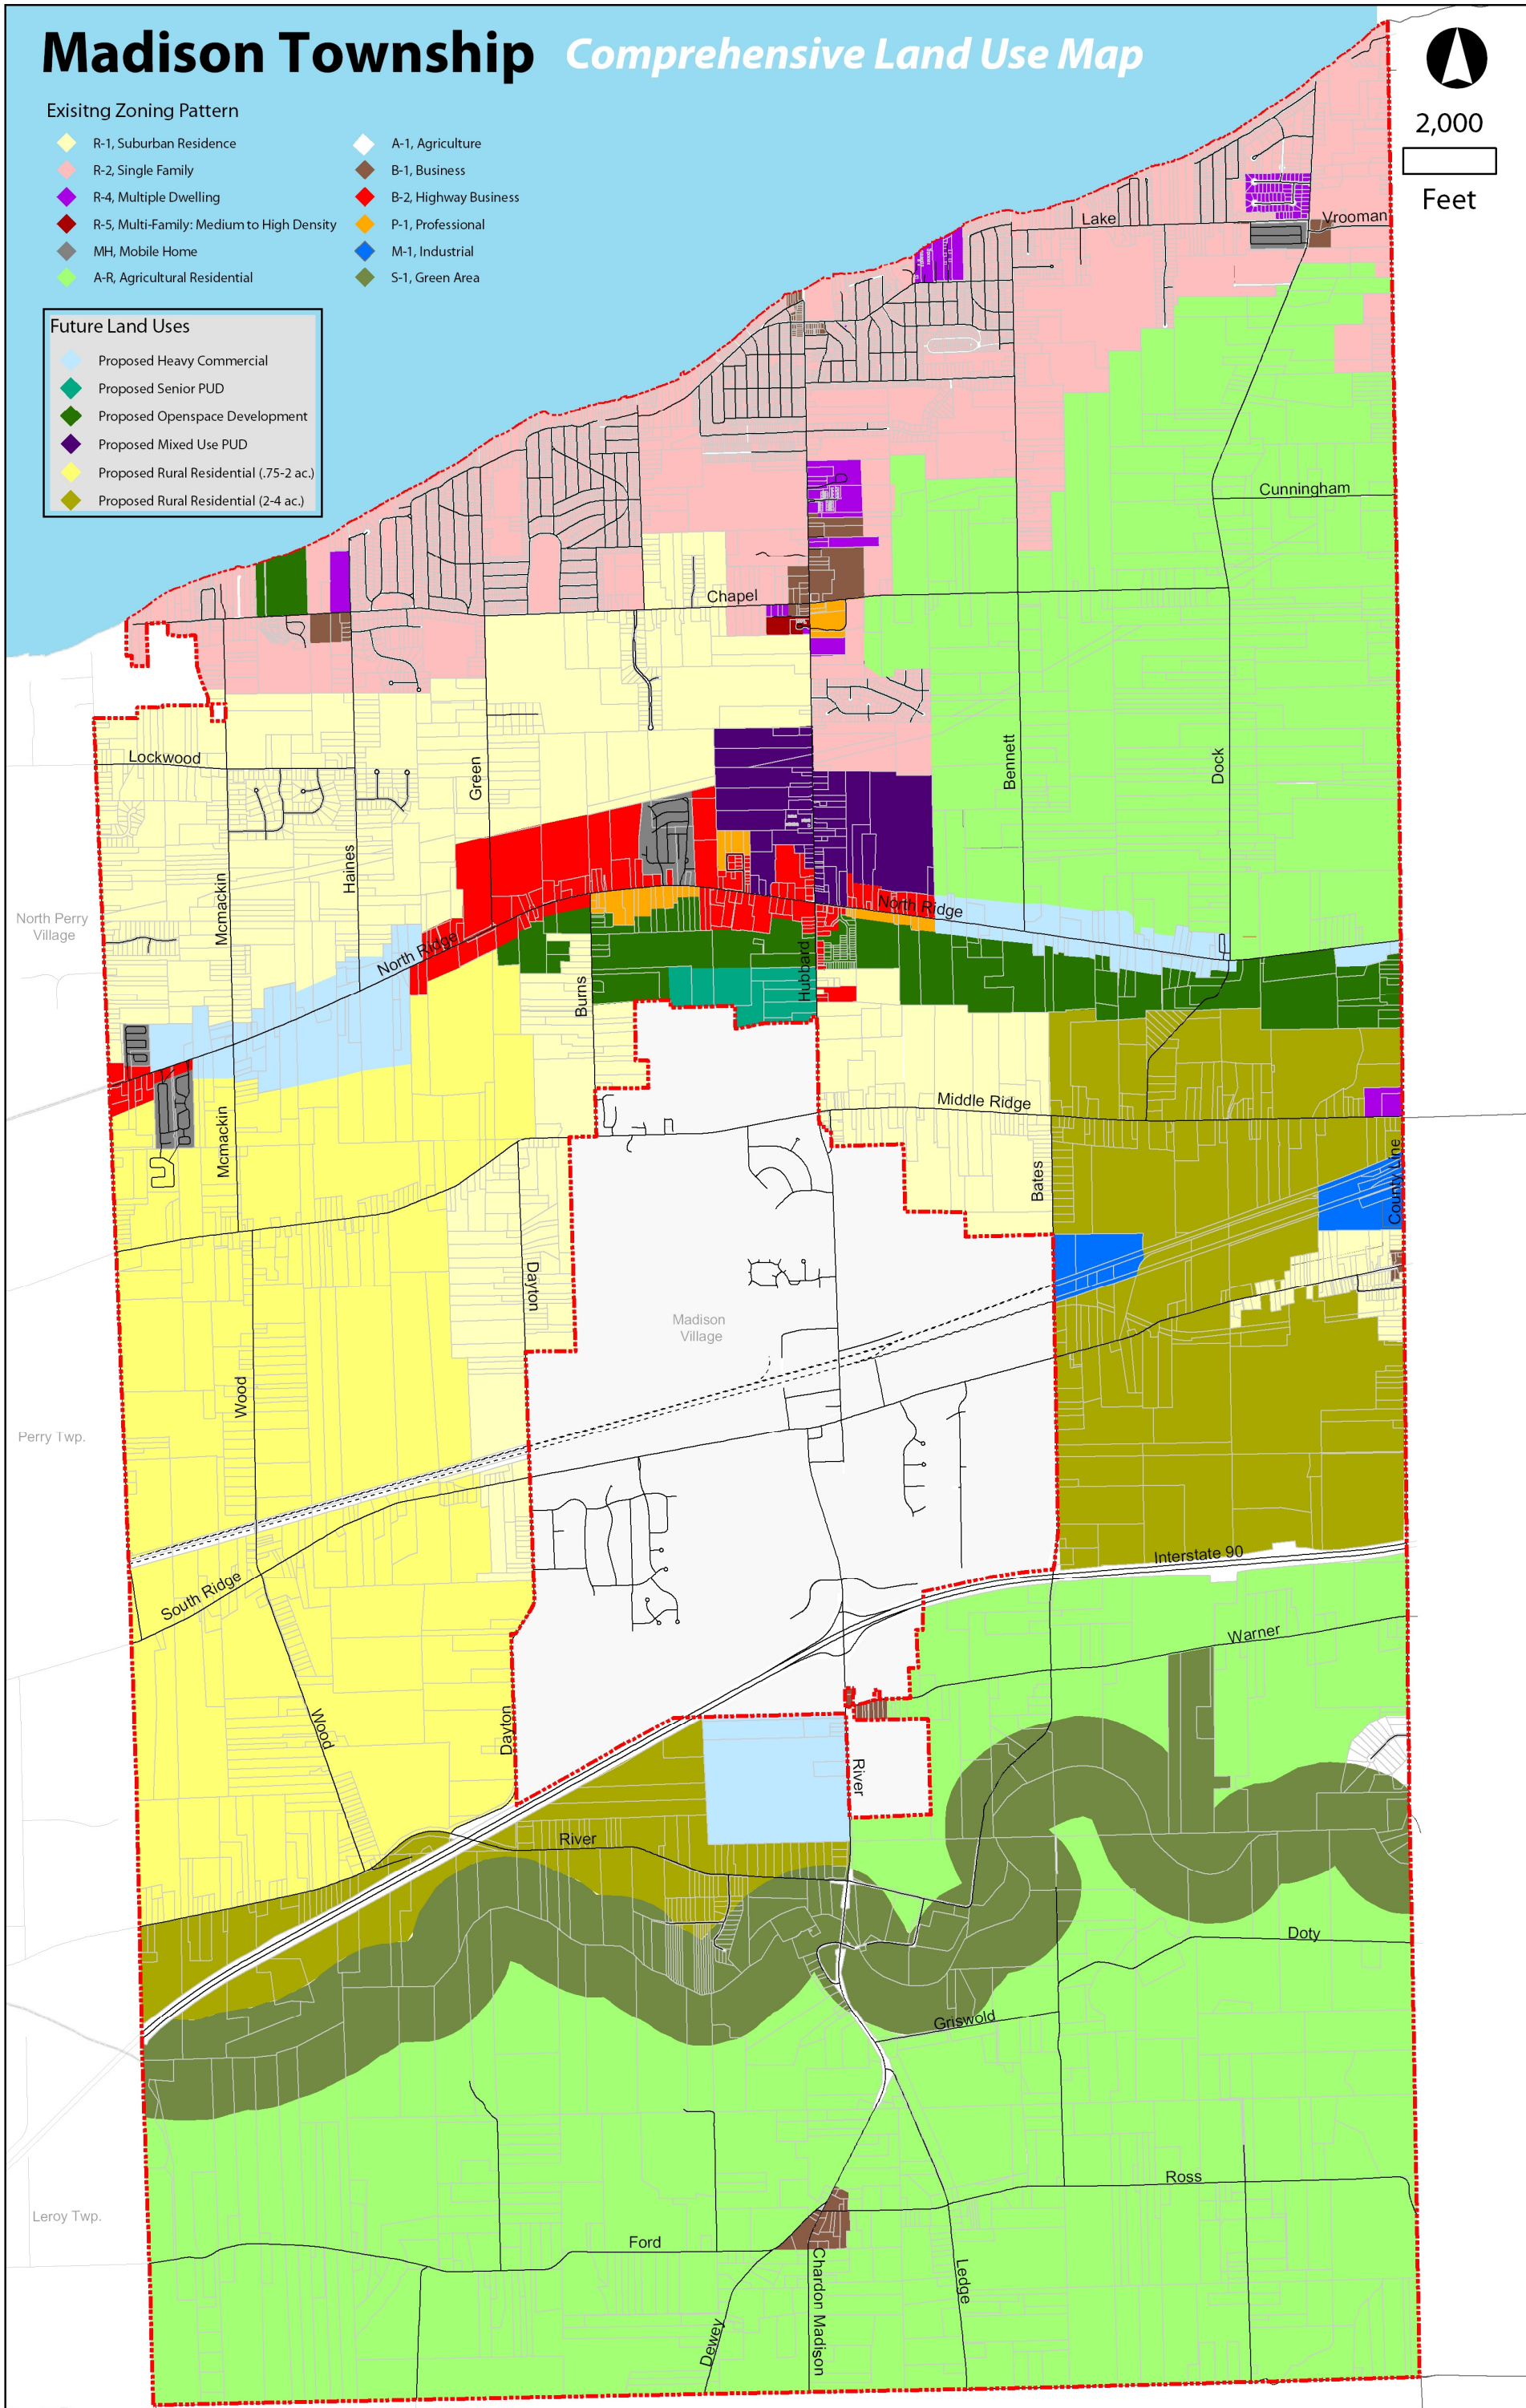 Madison Township Comprehensive Land Use Map
Exisitng Zoning Pattern
R-1, Suburban Residence
R-2, Single Family
R-4, Multiple Dwelling
R-5, Multi-Family: Medium to High Density
MH, Mobile Home
A-R, Agricultural Residential
A-1, Agriculture
B-1, Business
B-2, Highway Business
P-1, Professional
M-1, Industrial
S-1, Green Area
Future Land Uses
Proposed Heavy Commercial
Proposed Senior PUD
Proposed Openspace Development
Proposed Mixed Use PUD
Proposed Rural Residential (.75-2 ac.)
Proposed Rural Residential (2-4 ac.)
2,000
Feet
Lake
Vrooman
Cunningham
Chapel
Lockwood
Green
Bennett
Dock
Haines
Mcmackin
North Perry
Village
North Ridge
North Ridge
Hubbard
Burns
Middle Ridge
Mcmackin
Bates
County Line
Dayton
Madison
Village
Wood
Perry Twp.
Interstate 90
South Ridge
Warner
Wood
Dayton
River
River
Doty
Griswold
Ross
Leroy Twp.
Ford
Chardon Madison
Ledge
Dewey